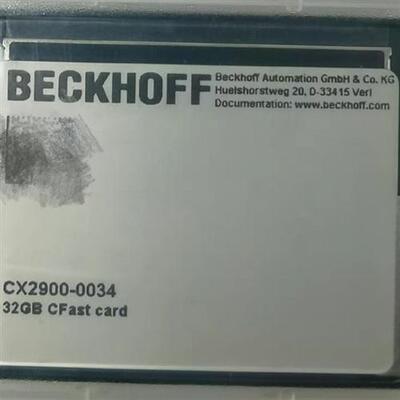 BECKHOFF
Beckhoff Automation GmbH & Co. KG
Huelshorstweg 20, D-33415 Verl
Documentation: www.beckhoff.com
CX2900-0034
32GB CFast card